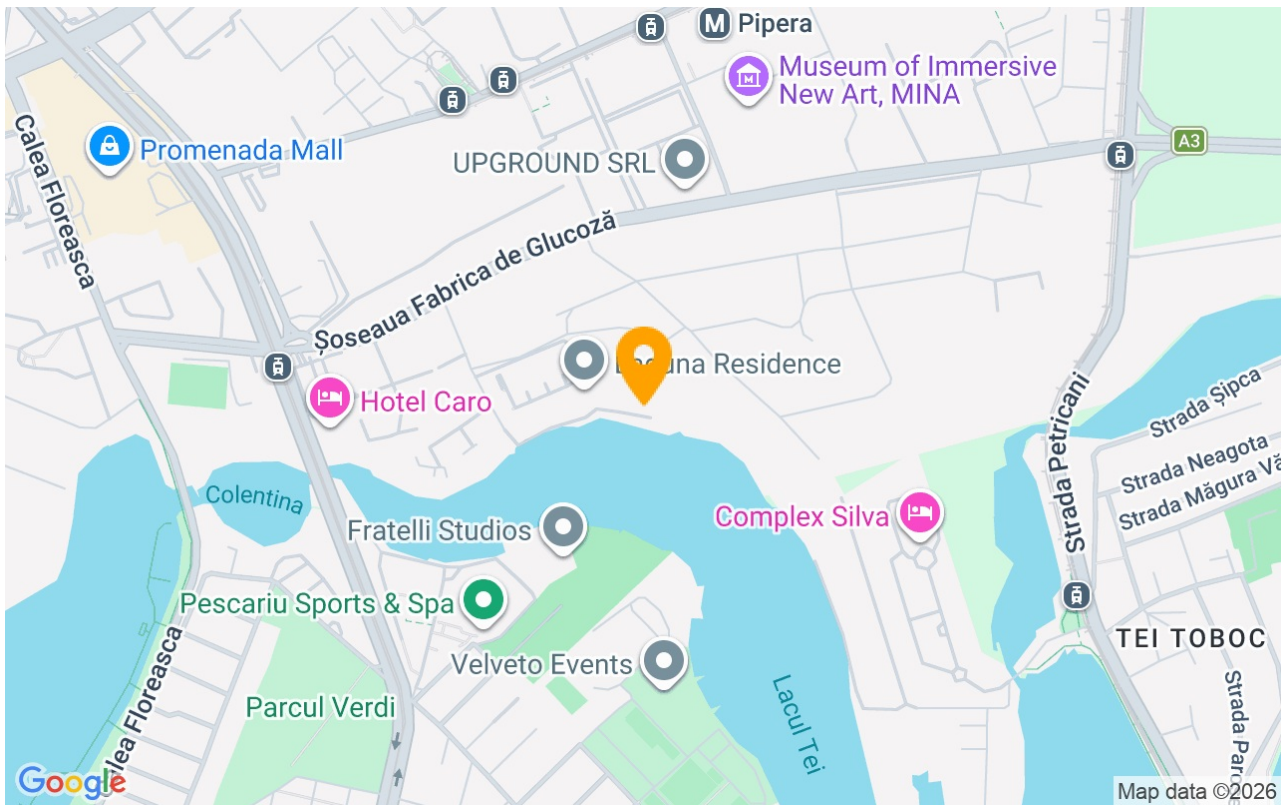 M Pipera
Museum of Immersive
New Art, MINA
Calea Floreasca
Promenada Mall
UPGROUND SRL
A3
Șoseaua Fabrica de Glucoză
Laguna Residence
Hotel Caro
Strada Petricani
Strada Șipca
Strada Neagota
Strada Măgura Vă
Colentina
Fratelli Studios
Complex Silva
Pescariu Sports & Spa
TEI TOBOC
Velveto Events
Calea Floreasca
Parcul Verdi
Lacul Tei
Strada Par
Google
Map data ©2026